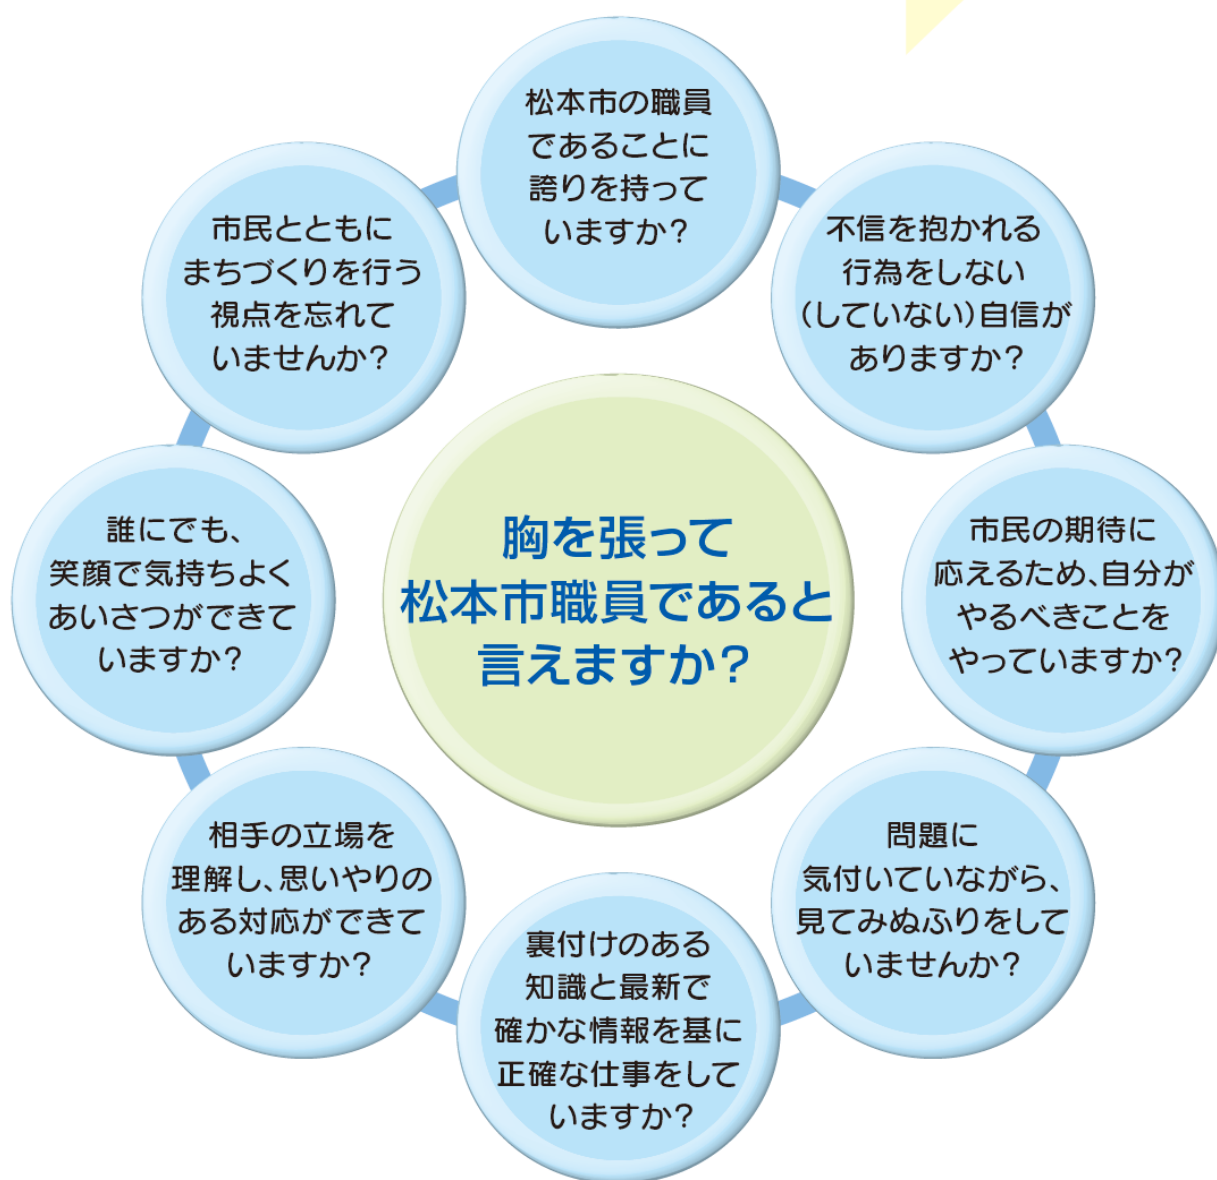 松本市の職員
であることに
誇りを持って
いますか?
不信を抱かれる
行為をしない
(していない)自信が
ありますか?
市民の期待に
応えるため、自分が
やるべきことを
やっていますか?
問題に
気付いていながら、
見てみぬふりをして
いませんか?
裏付けのある
知識と最新で
確かな情報を基に
正確な仕事をして
いますか?
相手の立場を
理解し、思いやりの
ある対応ができて
いますか?
誰にでも、
笑顔で気持ちよく
あいさつができて
いますか?
市民とともに
まちづくりを行う
視点を忘れて
いませんか?
胸を張って
松本市職員であると
言えますか?